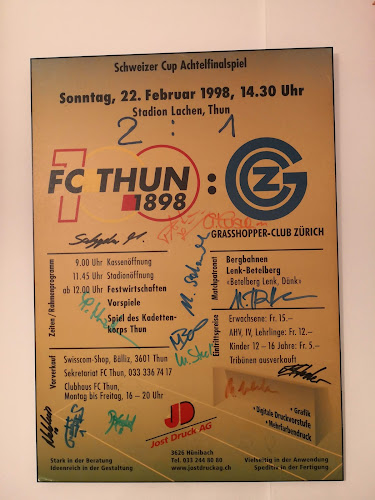 Schweizer Cup Achtelfinalspiel
Sonntag, 22. Februar 1998, 14.30 Uhr
Stadion Lachen, Thun
2 : 1
100
FC THUN : GCZ
1898
GRASSHOPPER-CLUB ZÜRICH
Zeiten / Rahmenprogramm
9.00 Uhr Kassenöffnung
11.45 Uhr Stadionöffnung
ab 12.00 Uhr Festwirtschaften
Vorspiele
Spiel des Kadetten-
korps Thun
Matchpatronat
Bergbahnen
Lenk-Betelberg
«Betelberg Lenk, Dänk»
Eintrittspreise
Erwachsene: Fr. 15.–
AHV, IV, Lehrlinge: Fr. 12.–
Kinder 12 - 16 Jahre: Fr. 5.–
Tribünen ausverkauft
Vorverkauf
Swisscom-Shop, Bälliz, 3601 Thun
Sekretariat FC Thun, 033 336 74 17
Clubhaus FC Thun,
Montag bis Freitag, 16 – 20 Uhr
JD
Jost Druck AG
3626 Hünibach
Tel. 033 244 80 80
www.jostdruckag.ch
• Grafik
• Digitale Druckvorstufe
• Mehrfarbendruck
Stark in der Beratung
Ideenreich in der Gestaltung
Vielseitig in der Anwendung
Speditiv in der Fertigung